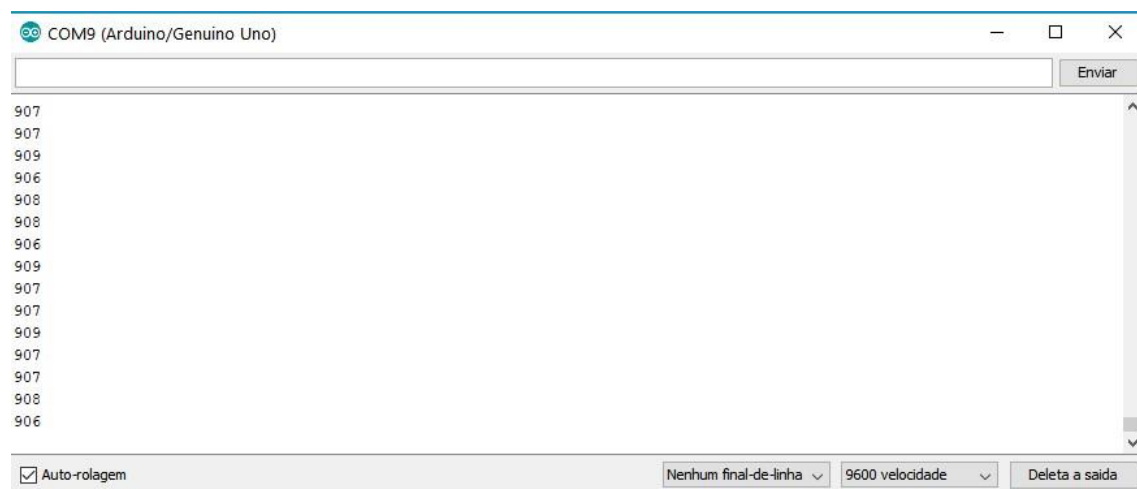 COM9 (Arduino/Genuino Uno)
Enviar
907
907
909
906
908
908
906
909
907
907
909
907
907
908
906
Auto-rolagem
Nenhum final-de-linha
9600 velocidade
Deleta a saida